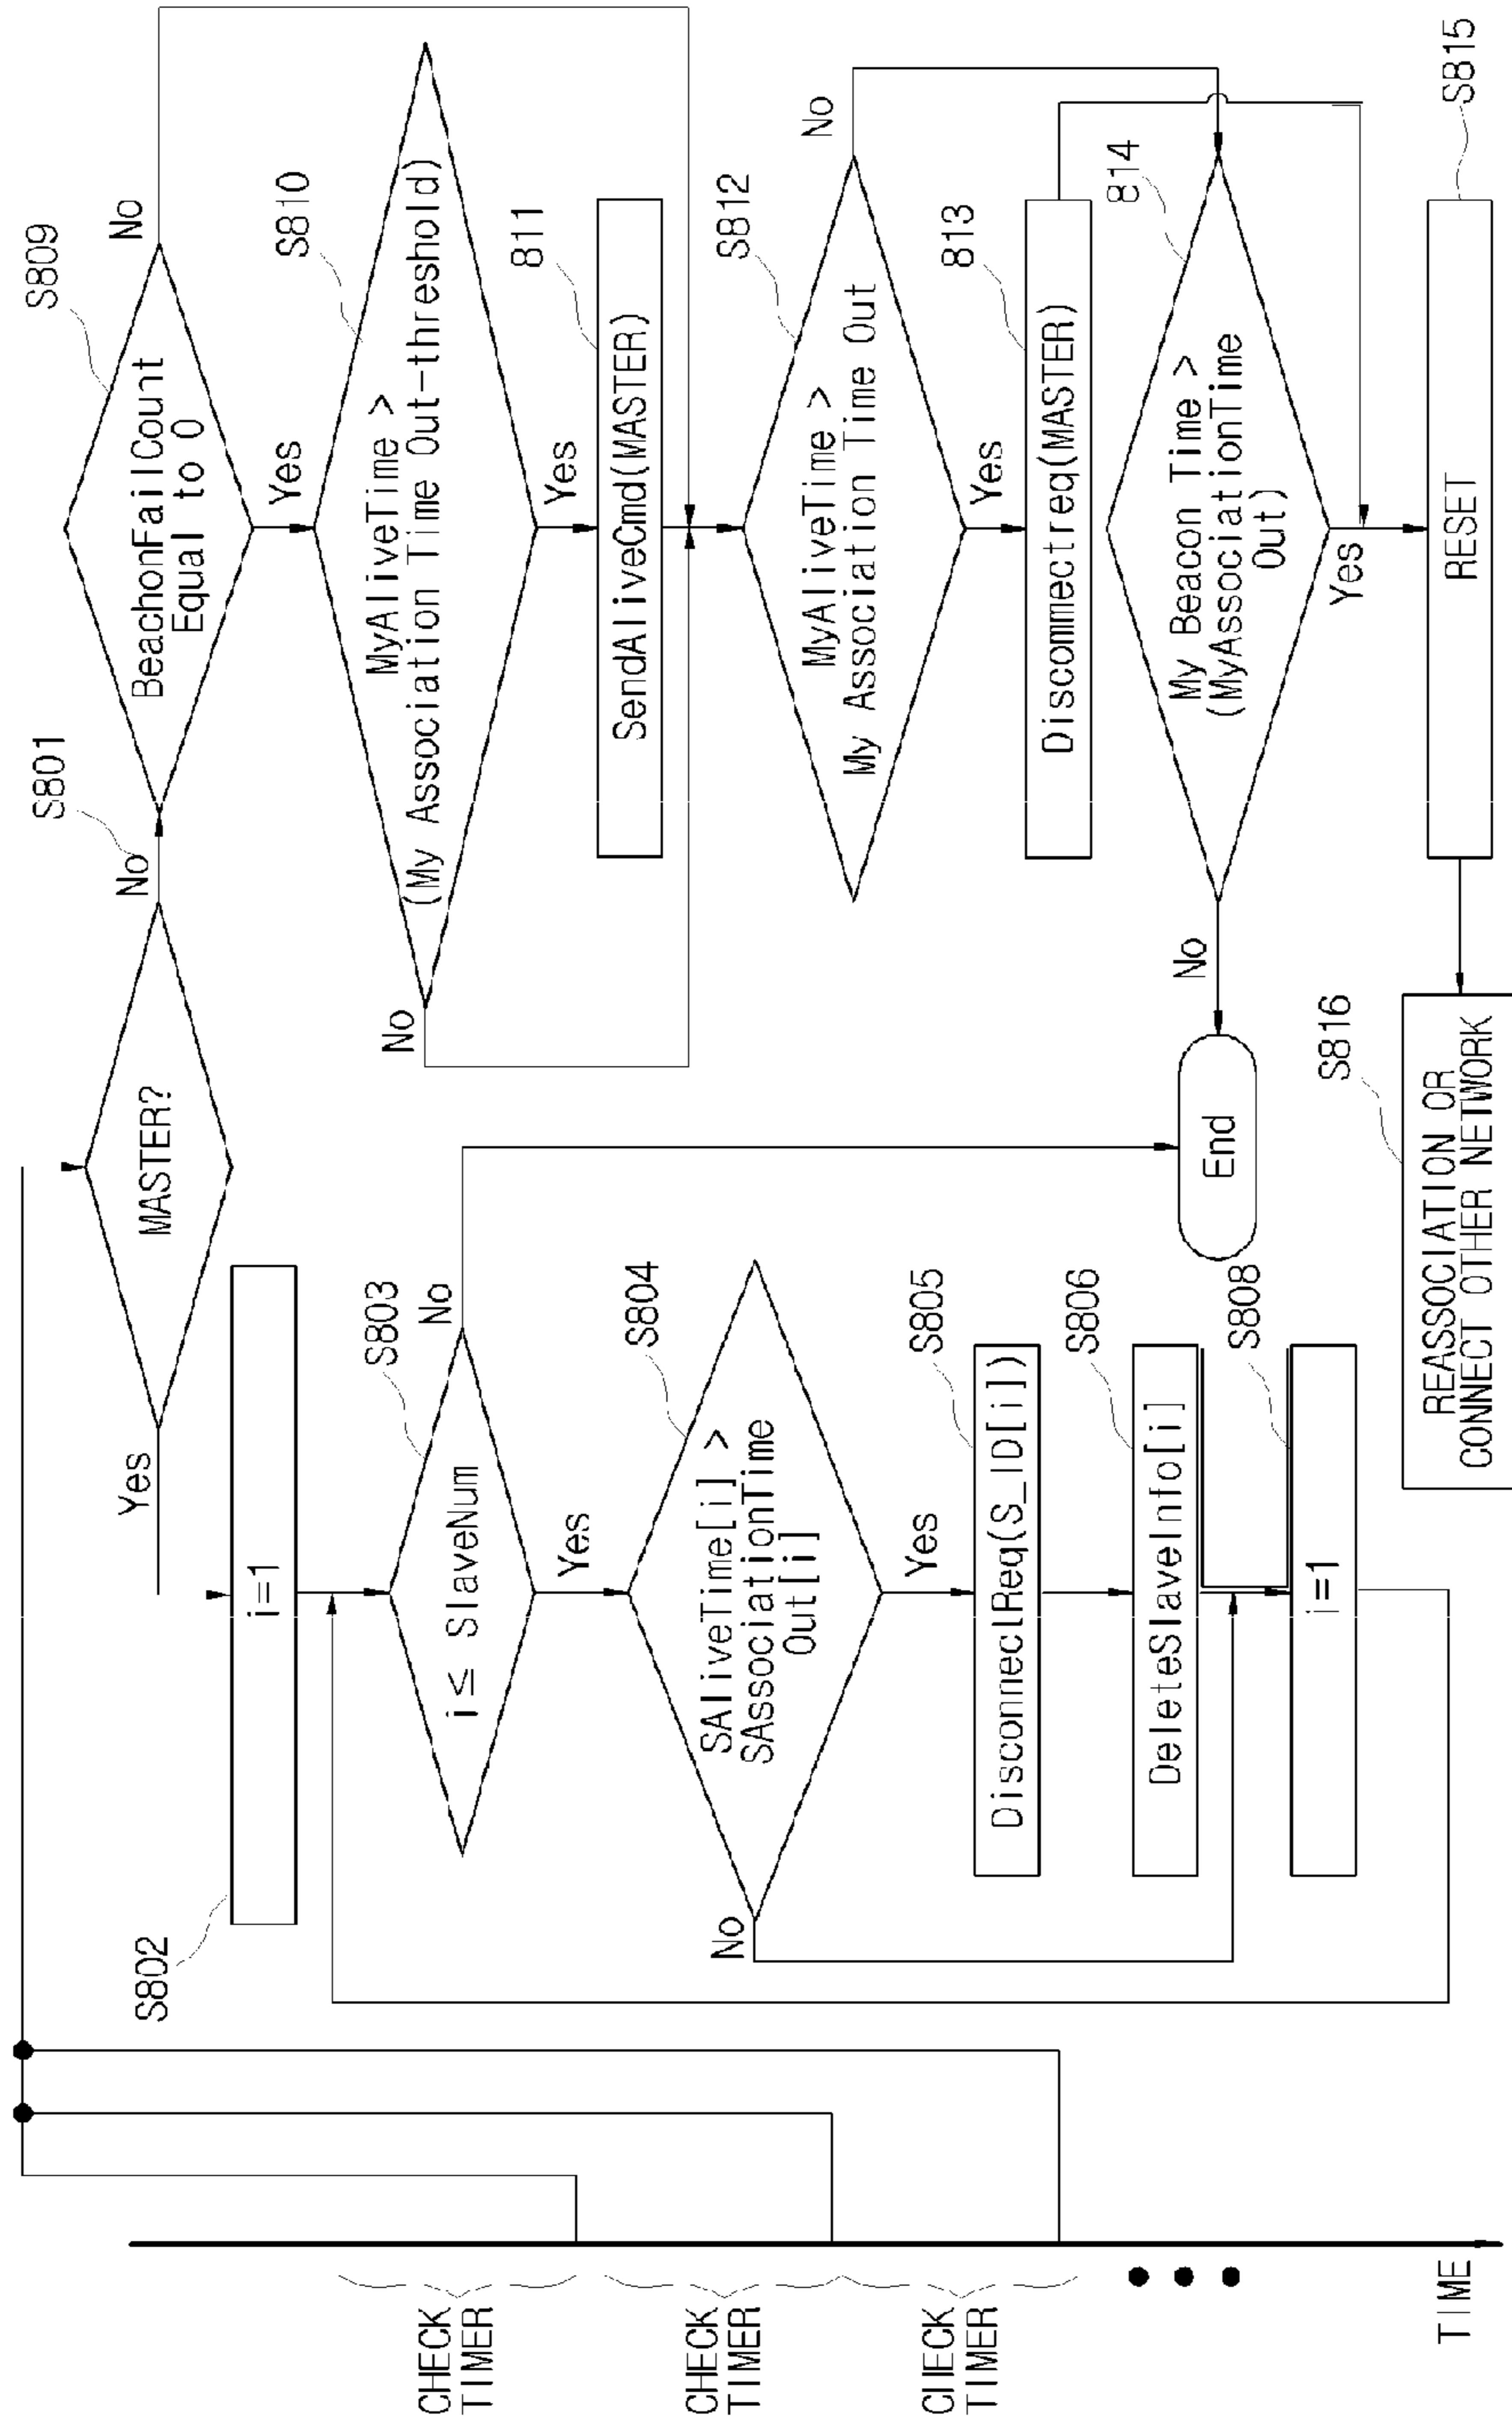 CHECK
TIMER
CHECK
TIMER
CHECK
TIMER
TIME
MASTER?
S801
Yes
No
S802
i=1
S803
i≤ SlaveNum
No
Yes
S804
SAliveTime[i] >
SAssociationTime
Out[i]
No
Yes
S805
DisconneclReq(S_ID[i])
S806
DeleteSlaveInfo[i]
S808
i=1
End
S809
BeachonFailCount
Equal to 0
No
Yes
S810
MyAliveTime >
(My Association Time Out-threshold)
No
Yes
811
SendAliveCmd(MASTER)
S812
MyAliveTime >
My Association Time Out
No
Yes
813
Discommectreq(MASTER)
814
My Beacon Time >
(MyAssociationTime
Out)
No
Yes
S815
RESET
S816
REASSOCIATION OR
CONNECT OTHER NETWORK